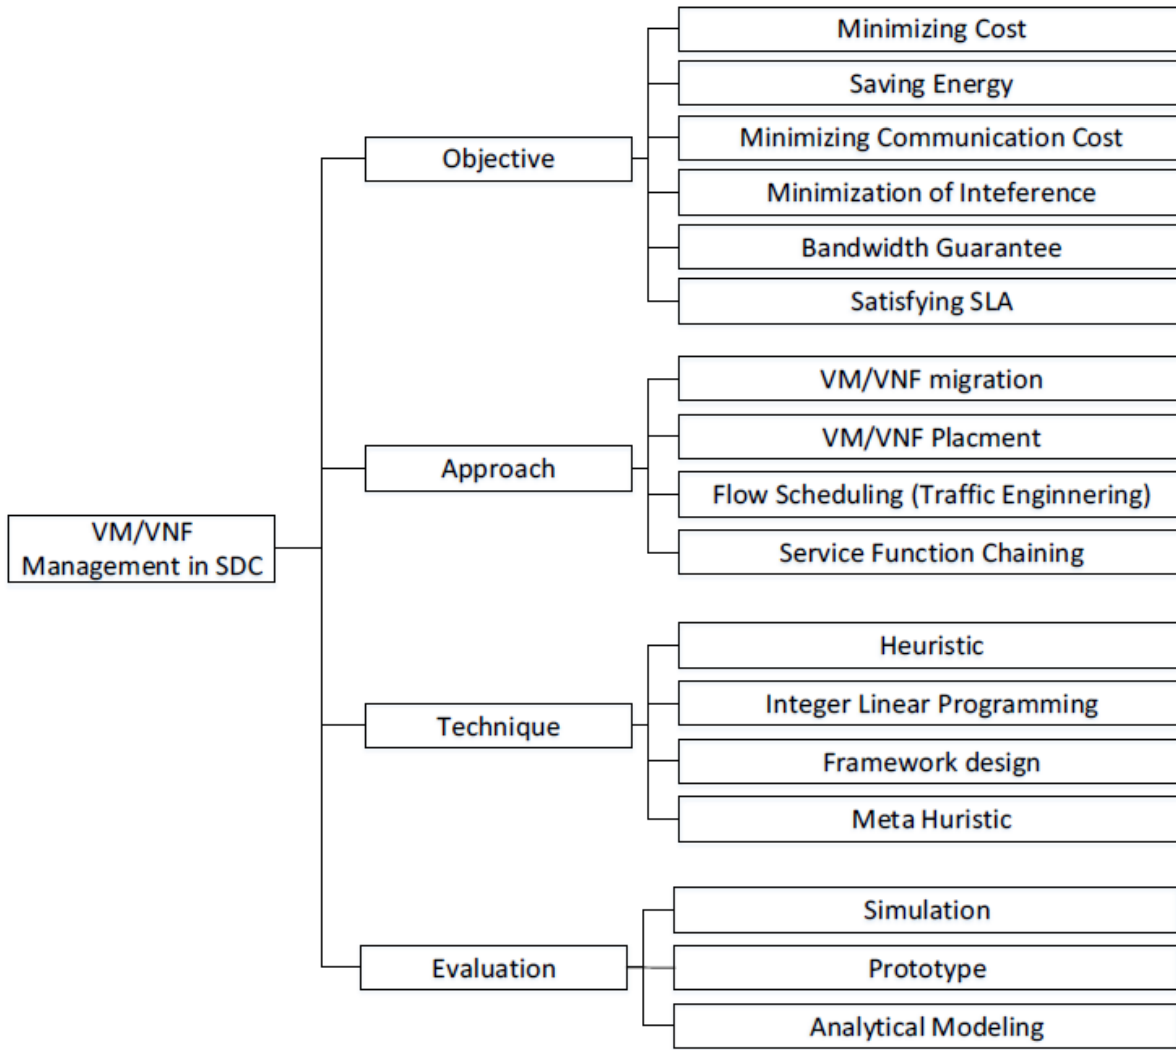 VM/VNF
Management in SDC
Objective
Minimizing Cost
Saving Energy
Minimizing Communication Cost
Minimization of Inteference
Bandwidth Guarantee
Satisfying SLA
Approach
VM/VNF migration
VM/VNF Placment
Flow Scheduling (Traffic Enginnering)
Service Function Chaining
Technique
Heuristic
Integer Linear Programming
Framework design
Meta Huristic
Evaluation
Simulation
Prototype
Analytical Modeling